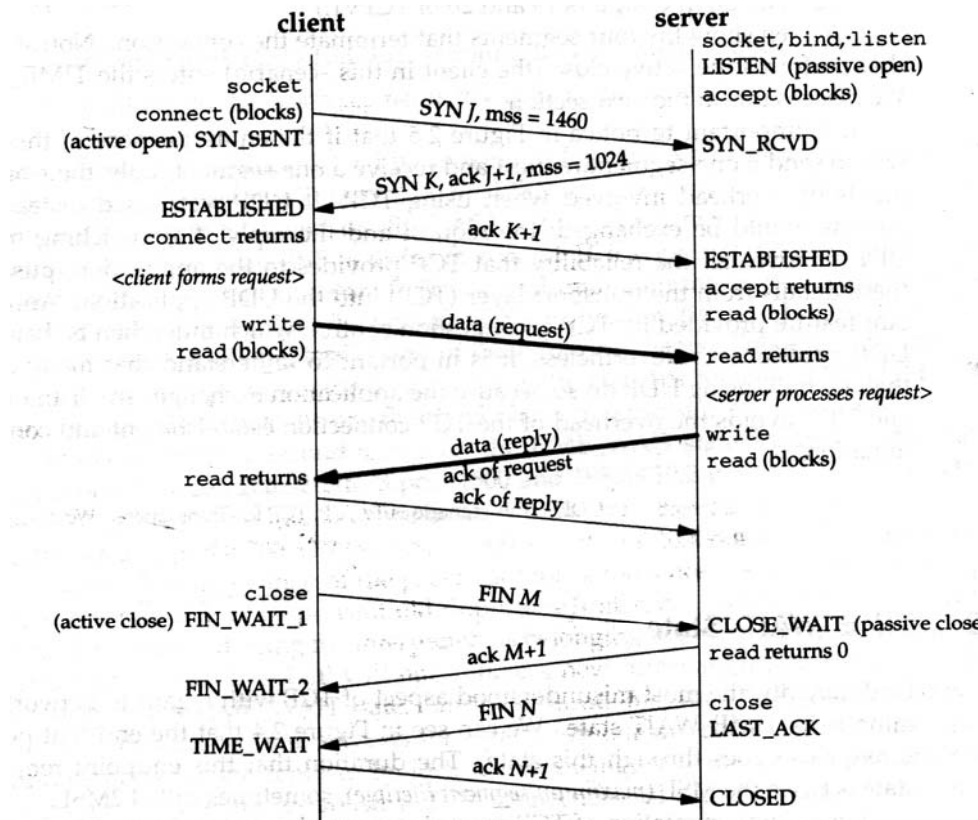 client
server
socket, bind, listen
LISTEN (passive open)
accept (blocks)
socket
connect (blocks)
(active open) SYN_SENT
SYN J, mss = 1460
SYN_RCVD
SYN K, ack J+1, mss = 1024
ESTABLISHED
connect returns
ack K+1
ESTABLISHED
<client forms request>
accept returns
read (blocks)
write
data (request)
read (blocks)
read returns
<server processes request>
write
data (reply)
read (blocks)
ack of request
read returns
ack of reply
close
FIN M
(active close) FIN_WAIT_1
CLOSE_WAIT (passive close
ack M+1
read returns 0
FIN_WAIT_2
close
FIN N
LAST_ACK
TIME_WAIT
ack N+1
CLOSED